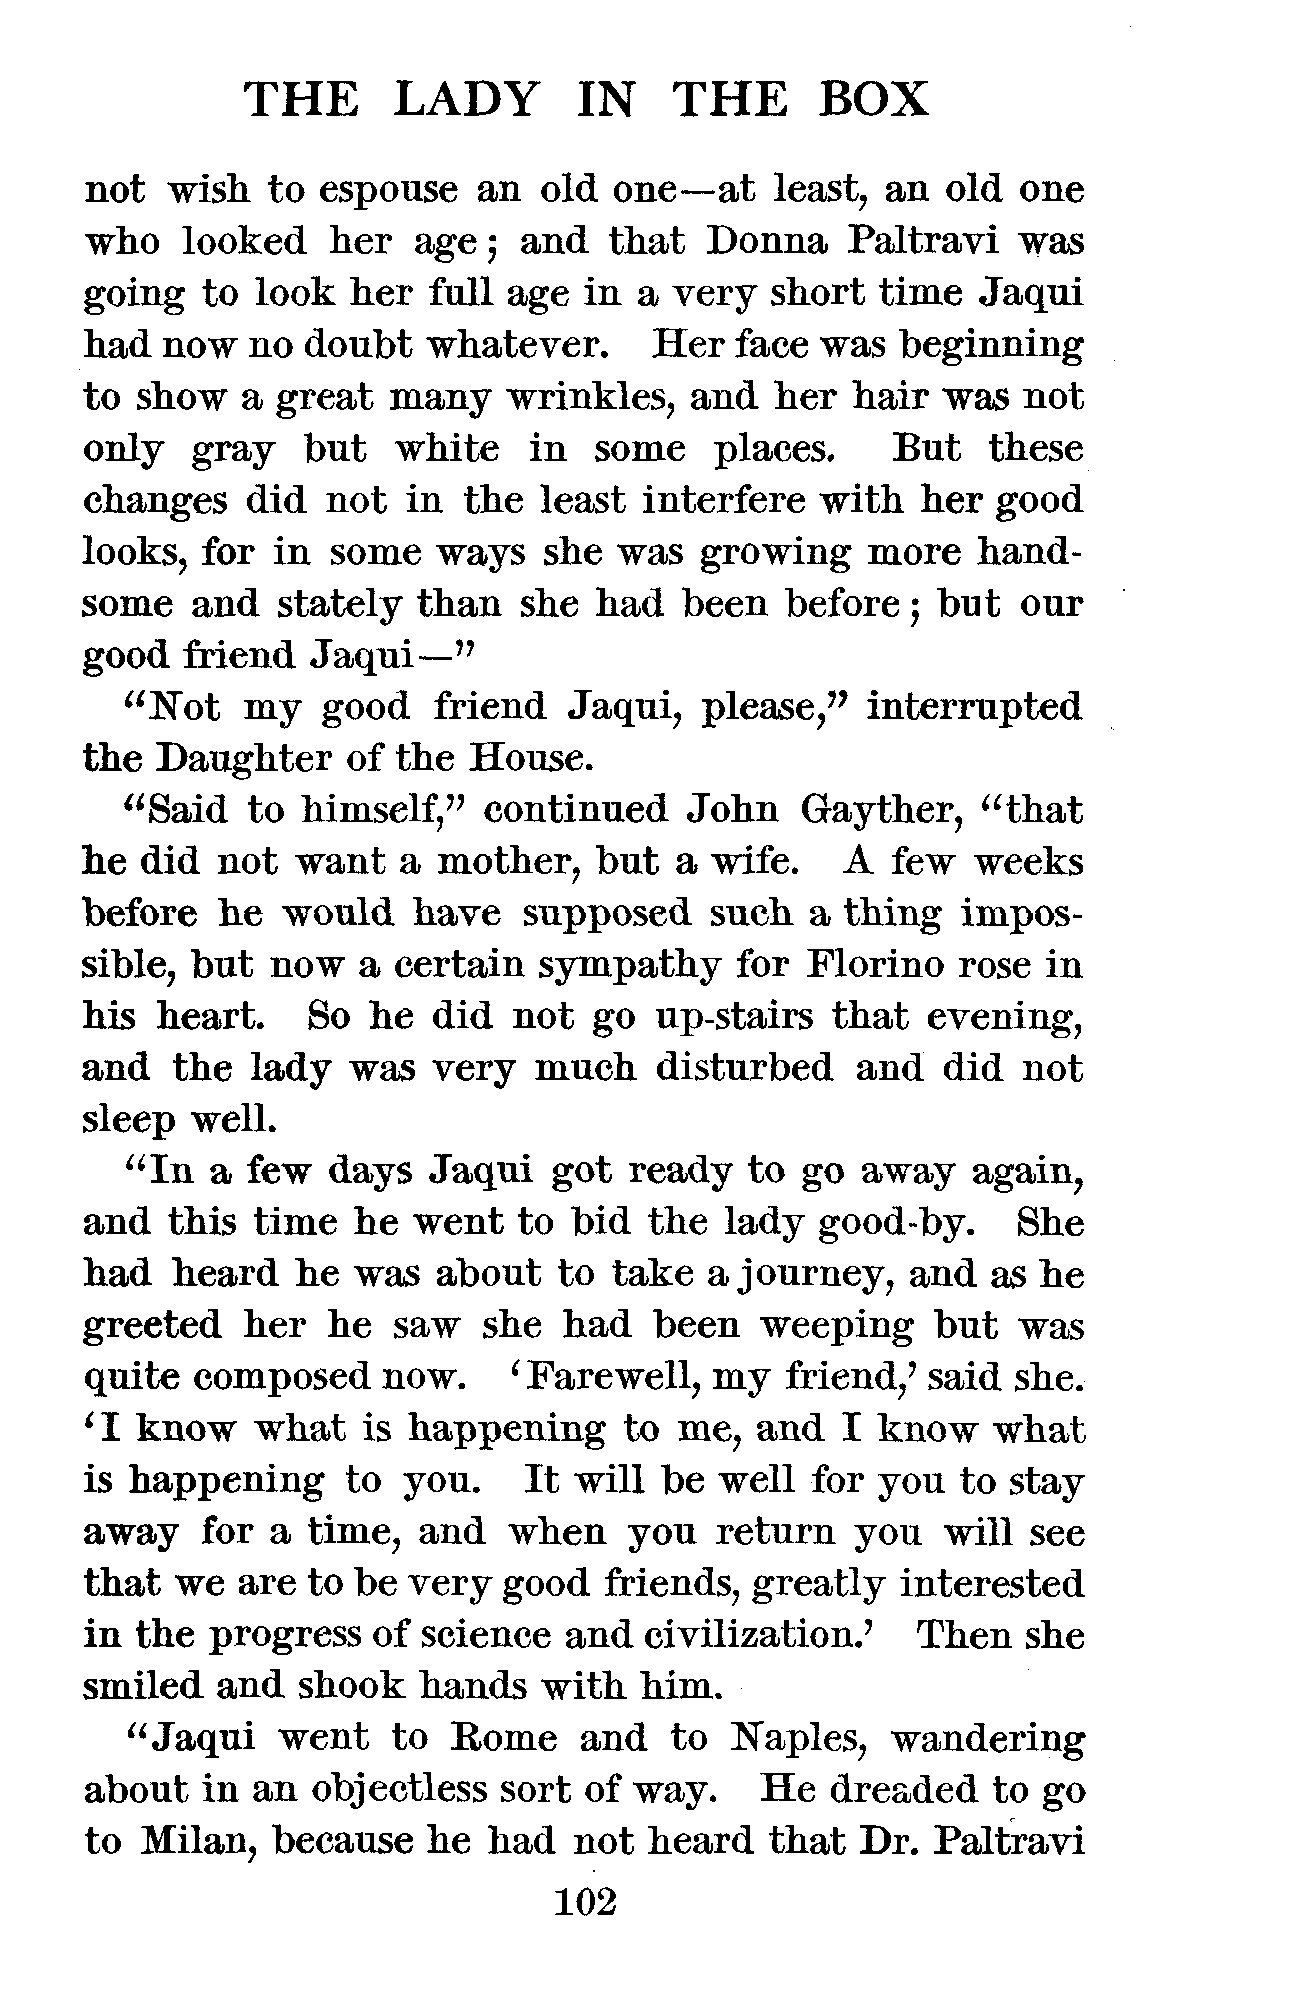 THE LADY IN THE BOX
not wish to espouse an old one—at least, an old one
who looked her age; and that Donna Paltravi was
going to look her full age in a very short time Jaqui
had now no doubt whatever. Her face was beginning
to show a great many wrinkles, and her hair was not
only gray but white in some places. But these
changes did not in the least interfere with her good
looks, for in some ways she was growing more hand-
some and stately than she had been before; but our
good friend Jaqui—"
"Not my good friend Jaqui, please," interrupted
the Daughter of the House.
"Said to himself," continued John Gayther, "that
he did not want a mother, but a wife. A few weeks
before he would have supposed such a thing impos-
sible, but now a certain sympathy for Florino rose in
his heart. So he did not go up-stairs that evening,
and the lady was very much disturbed and did not
sleep well.
"In a few days Jaqui got ready to go away again,
and this time he went to bid the lady good-by. She
had heard he was about to take a journey, and as he
greeted her he saw she had been weeping but was
quite composed now. 'Farewell, my friend,' said she.
'I know what is happening to me, and I know what
is happening to you. It will be well for you to stay
away for a time, and when you return you will see
that we are to be very good friends, greatly interested
in the progress of science and civilization.' Then she
smiled and shook hands with him.
"Jaqui went to Rome and to Naples, wandering
about in an objectless sort of way. He dreaded to go
to Milan, because he had not heard that Dr. Paltravi
102